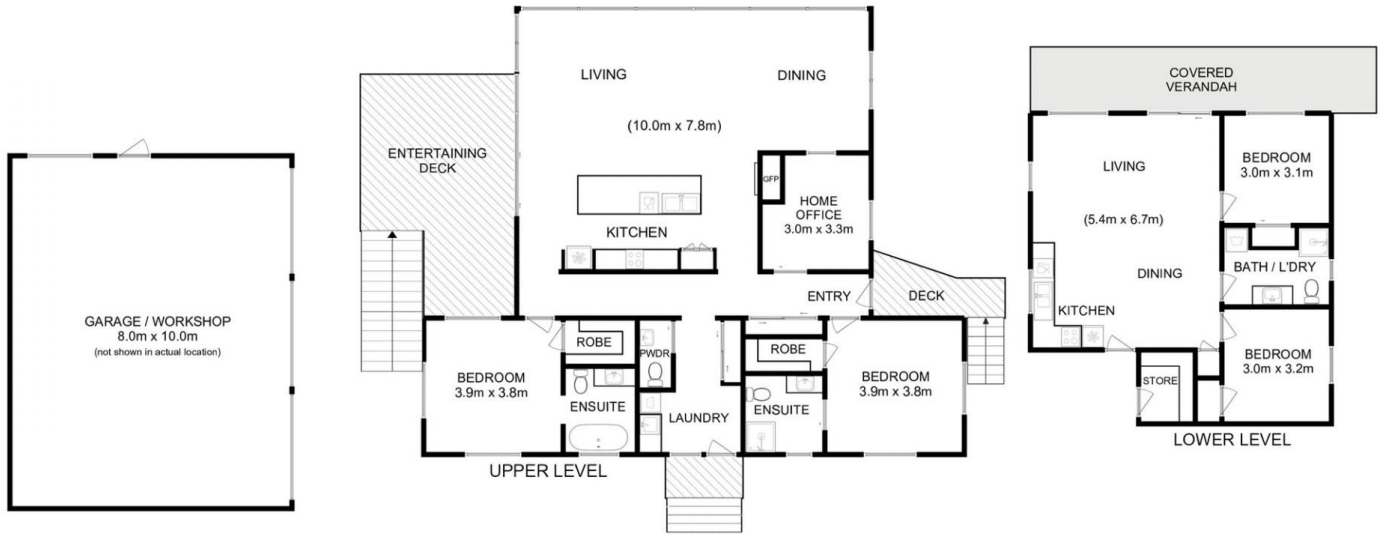 GARAGE / WORKSHOP
8.0m x 10.0m
(not shown in actual location)
LIVING
DINING
(10.0m x 7.8m)
ENTERTAINING
DECK
GFP
HOME
OFFICE
3.0m x 3.3m
KITCHEN
ENTRY
DECK
ROBE
PWDR
ROBE
BEDROOM
3.9m x 3.8m
ENSUITE
LAUNDRY
ENSUITE
BEDROOM
3.9m x 3.8m
UPPER LEVEL
COVERED
VERANDAH
LIVING
BEDROOM
3.0m x 3.1m
(5.4m x 6.7m)
DINING
BATH / L'DRY
KITCHEN
BEDROOM
3.0m x 3.2m
STORE
LOWER LEVEL